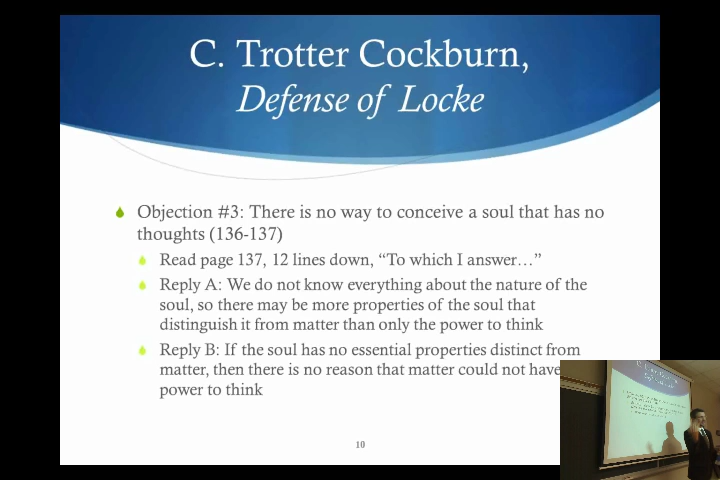 C. Trotter Cockburn,
Defense of Locke
Objection #3: There is no way to conceive a soul that has no
thoughts (136-137)
Read page 137, 12 lines down, “To which I answer…”
Reply A: We do not know everything about the nature of the
soul, so there may be more properties of the soul that
distinguish it from matter than only the power to think
Reply B: If the soul has no essential properties distinct from
matter, then there is no reason that matter could not have
power to think
10